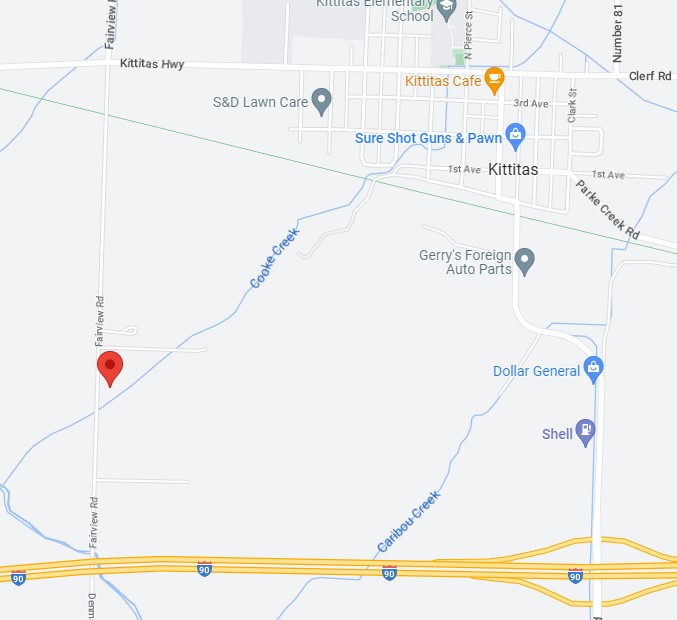 Kittitas Elementary
School
Fairview
N Pierce St
Number 81
Kittitas Hwy
Clerf Rd
Kittitas Cafe
S&D Lawn Care
3rd Ave
Clark St
Sure Shot Guns & Pawn
1st Ave
Kittitas
1st Ave
Parke Creek Rd
Cooke Creek
Gerry's Foreign
Auto Parts
Fairview Rd
Dollar General
Shell
Caribou Creek
Fairview Rd
90
90
90
90
Denm